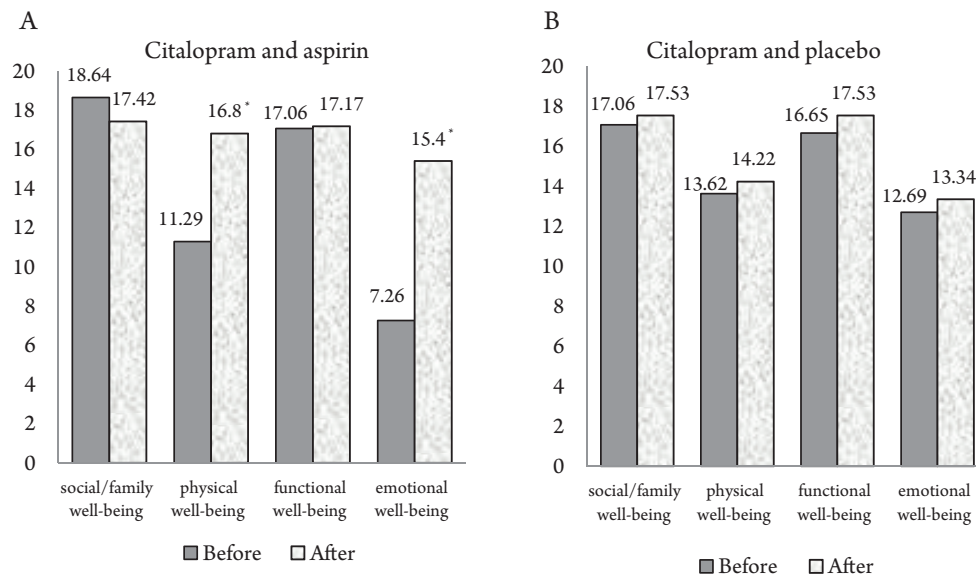 A
Citalopram and aspirin
20
18
16
14
12
10
8
6
4
2
0
18.64
17.42
11.29
16.8*
17.06
17.17
7.26
15.4*
social/family
well-being
physical
well-being
functional
well-being
emotional
well-being
Before After
B
Citalopram and placebo
20
18
16
14
12
10
8
6
4
2
0
17.06
17.53
13.62
14.22
16.65
17.53
12.69
13.34
social/family
well-being
physical
well-being
functional
well-being
emotional
well-being
Before After